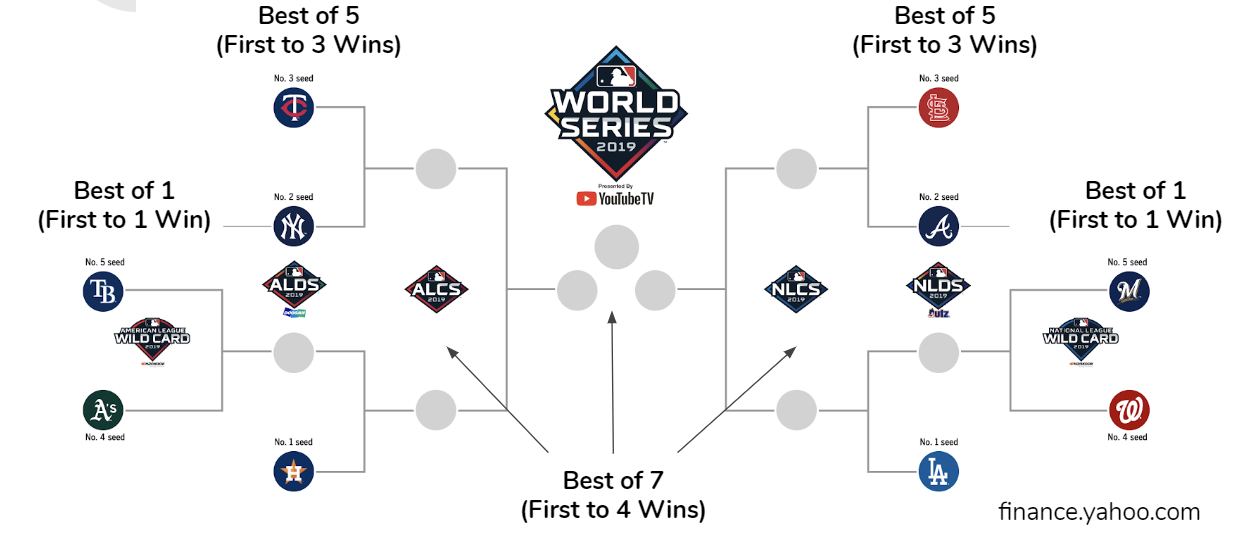 Best of 5
(First to 3 Wins)
Best of 5
(First to 3 Wins)
No. 3 seed
No. 3 seed
WORLD
SERIES
2019
Presented By
YouTubeTV
Best of 1
(First to 1 Win)
No. 2 seed
No. 2 seed
Best of 1
(First to 1 Win)
No. 5 seed
TB
ALDS
2019
ALCS
2019
NLCS
2019
NLDS
2019
No. 5 seed
M
AMERICAN LEAGUE
WILD CARD
2019
NATIONAL LEAGUE
WILD CARD
2019
A's
No. 4 seed
W
No. 4 seed
No. 1 seed
H
No. 1 seed
LA
Best of 7
(First to 4 Wins)
finance.yahoo.com